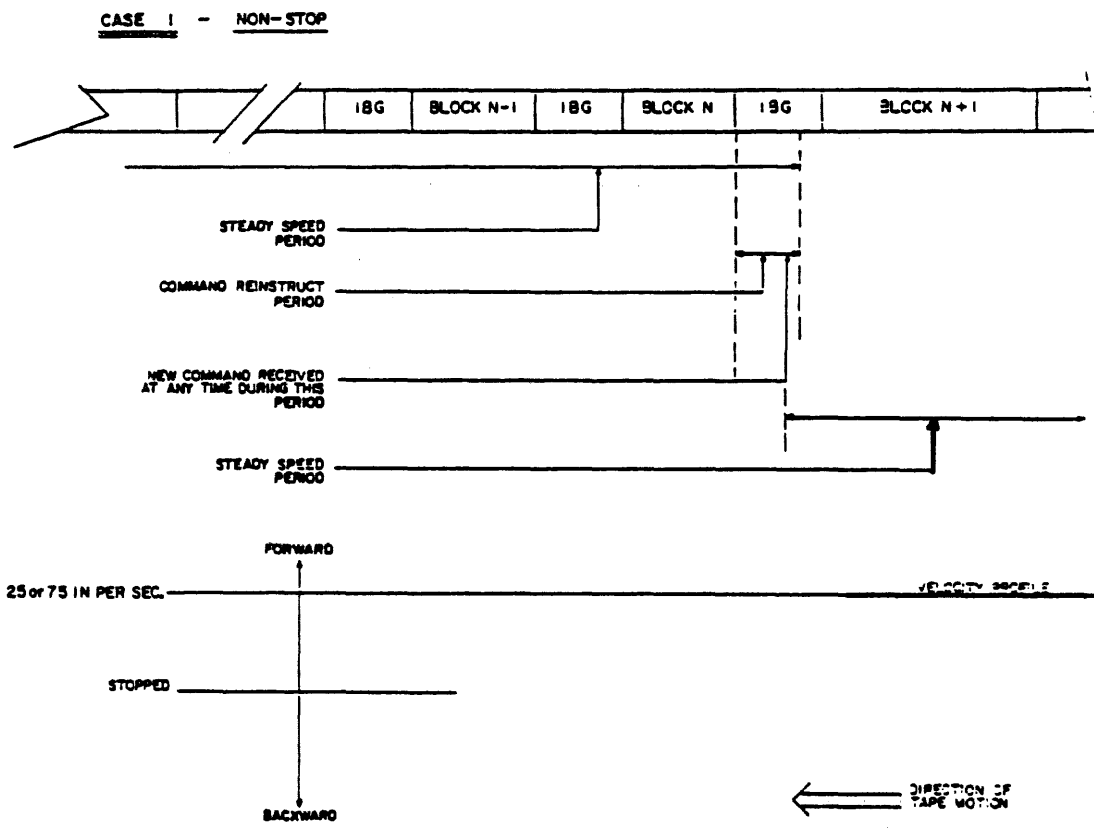 CASE 1 - NON-STOP
IBG BLOCK N-1 IBG BLOCK N IBG BLOCK N+1
STEADY SPEED
PERIOD
COMMAND REINSTRUCT
PERIOD
NEW COMMAND RECEIVED
AT ANY TIME DURING THIS
PERIOD
STEADY SPEED
PERIOD
FORWARD
25 or 75 IN PER SEC.
VELOCITY PROFILE
STOPPED
DIRECTION OF
TAPE MOTION
BACKWARD